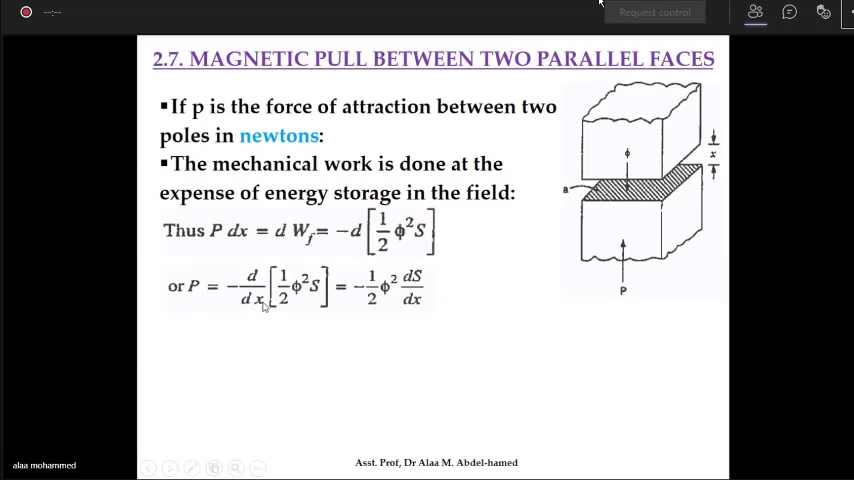 Request control
--:--
2.7. MAGNETIC PULL BETWEEN TWO PARALLEL FACES
▪If p is the force of attraction between two
poles in newtons:
▪The mechanical work is done at the
expense of energy storage in the field:
Thus P dx = d W_f = -d [1/2 ϕ²S]
or P = - d/dx [1/2 ϕ²S] = - 1/2 ϕ² dS/dx
ϕ
x
a
P
alaa mohammed
Asst. Prof, Dr Alaa M. Abdel-hamed